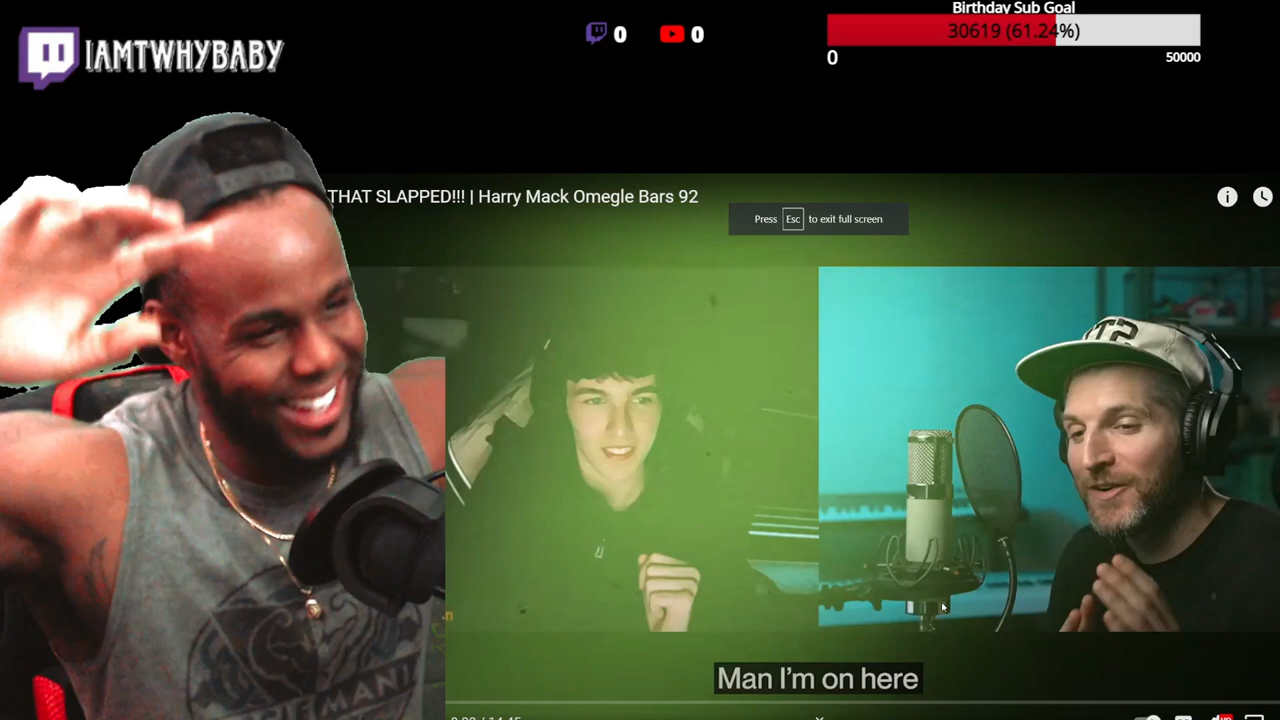 IAMTWHYBABY
0
0
Birthday Sub Goal
30619 (61.24%)
0
50000
THAT SLAPPED!!! | Harry Mack Omegle Bars 92
Press Esc to exit full screen
Man I'm on here